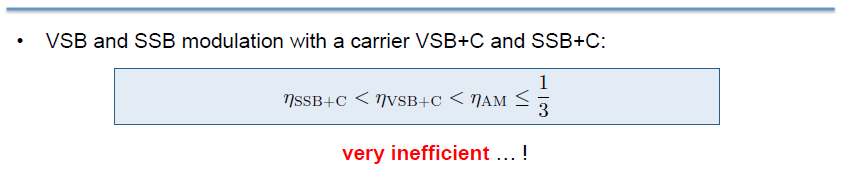 • VSB and SSB modulation with a carrier VSB+C and SSB+C:
η_SSB+C < η_VSB+C < η_AM ≤ 1/3
very inefficient … !